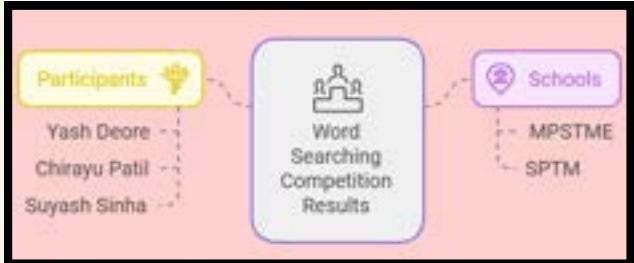 Participants
Yash Deore
Chirayu Patil
Suyash Sinha
Word
Searching
Competition
Results
Schools
MPSTME
SPTM